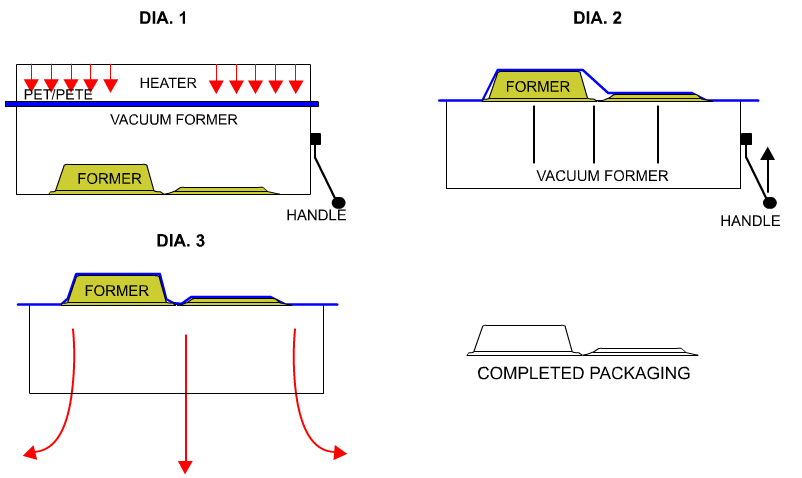 DIA. 1
HEATER
PET/PETE
VACUUM FORMER
FORMER
HANDLE
DIA. 2
FORMER
VACUUM FORMER
HANDLE
DIA. 3
FORMER
COMPLETED PACKAGING